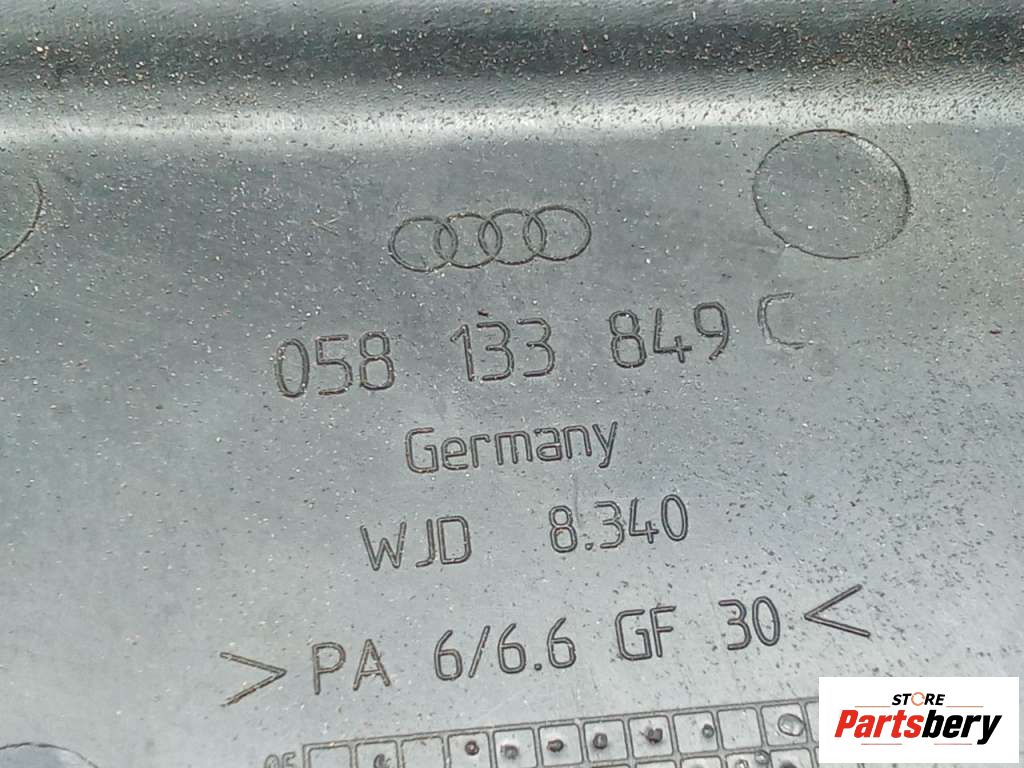 058 133 849 C
Germany
WJD 8.340
>PA 6/6.6 GF 30<
STORE
Partsbery